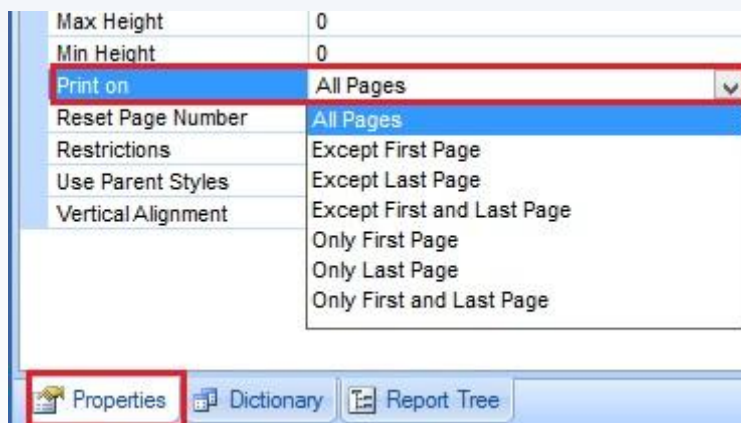 Max Height 0
Min Height 0
Print on All Pages
Reset Page Number All Pages
Restrictions Except First Page
Use Parent Styles Except Last Page
Vertical Alignment Except First and Last Page
Only First Page
Only Last Page
Only First and Last Page
Properties Dictionary Report Tree